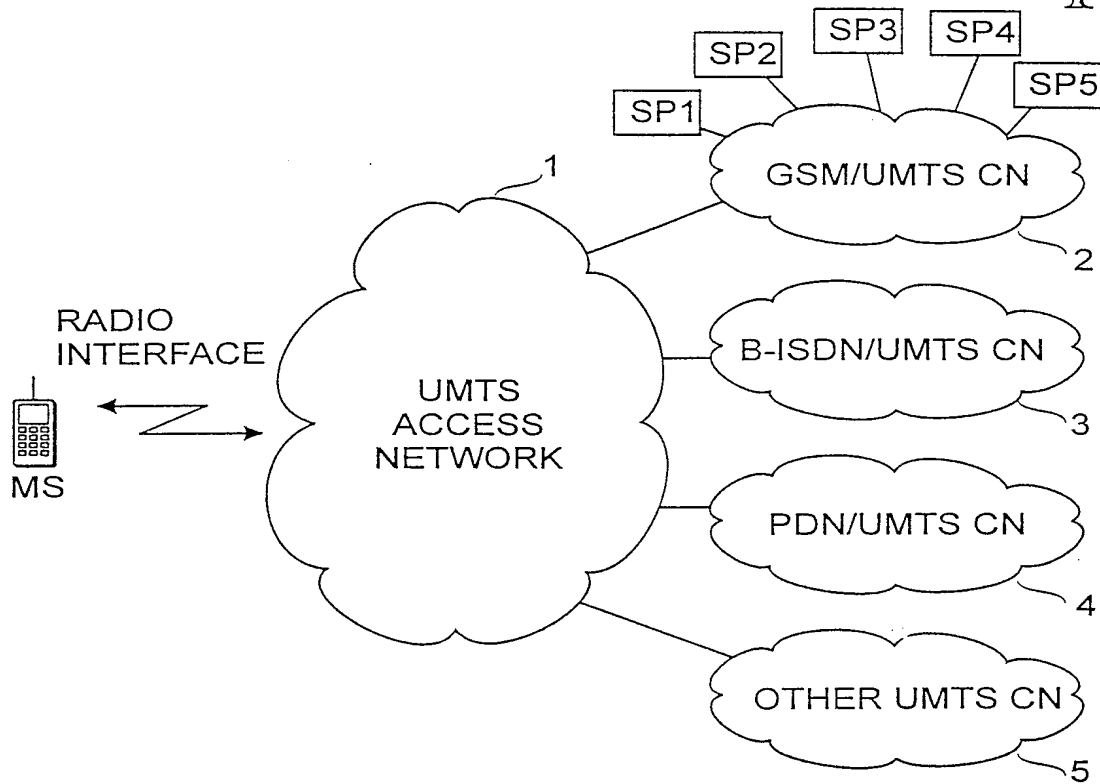 SP1
SP2
SP3
SP4
SP5
GSM/UMTS CN
2
1
RADIO
INTERFACE
MS
UMTS
ACCESS
NETWORK
B-ISDN/UMTS CN
3
PDN/UMTS CN
4
OTHER UMTS CN
5